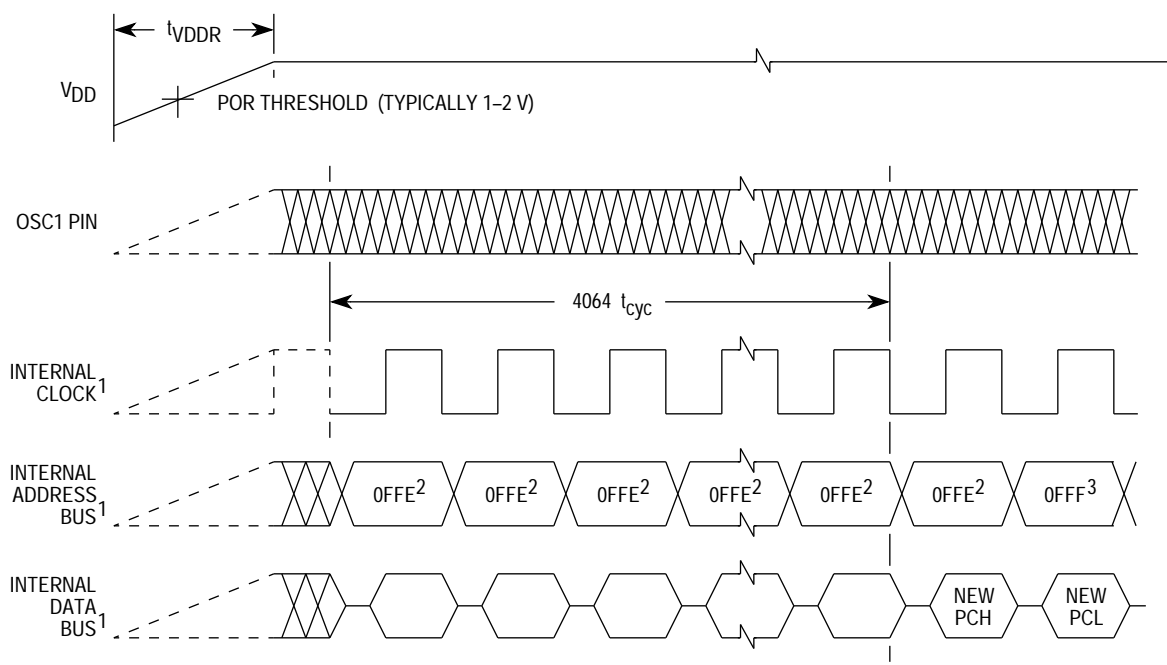 tVDDR
VDD
POR THRESHOLD (TYPICALLY 1–2 V)
OSC1 PIN
4064 tcyc
INTERNAL
CLOCK1
INTERNAL
ADDRESS
BUS1
0FFE2 0FFE2 0FFE2 0FFE2 0FFE2 0FFE2 0FFF3
INTERNAL
DATA
BUS1
NEW
PCH
NEW
PCL